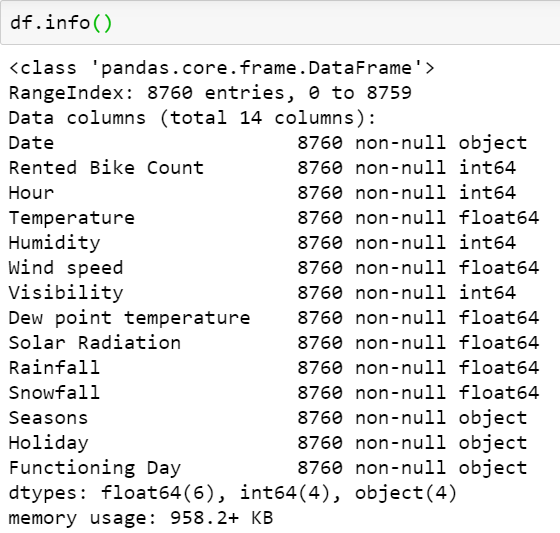 df.info()
<class 'pandas.core.frame.DataFrame'>
RangeIndex: 8760 entries, 0 to 8759
Data columns (total 14 columns):
Date                     8760 non-null object
Rented Bike Count        8760 non-null int64
Hour                     8760 non-null int64
Temperature              8760 non-null float64
Humidity                 8760 non-null int64
Wind speed               8760 non-null float64
Visibility               8760 non-null int64
Dew point temperature    8760 non-null float64
Solar Radiation          8760 non-null float64
Rainfall                 8760 non-null float64
Snowfall                 8760 non-null float64
Seasons                  8760 non-null object
Holiday                  8760 non-null object
Functioning Day          8760 non-null object
dtypes: float64(6), int64(4), object(4)
memory usage: 958.2+ KB